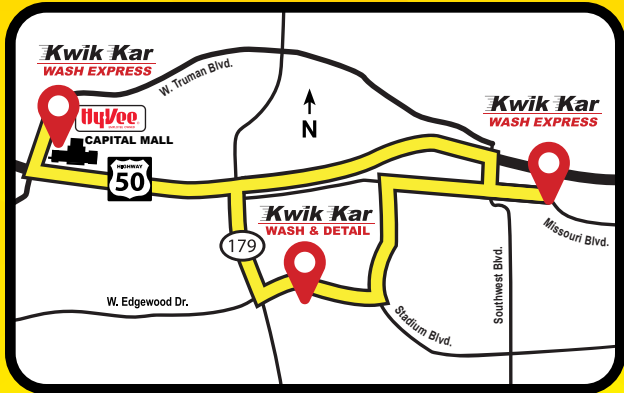 Kwik Kar
WASH EXPRESS
W. Truman Blvd.
HyVee
CAPITAL MALL
HIGHWAY
50
N
Kwik Kar
WASH EXPRESS
Kwik Kar
WASH & DETAIL
179
Missouri Blvd.
W. Edgewood Dr.
Stadium Blvd.
Southwest Blvd.